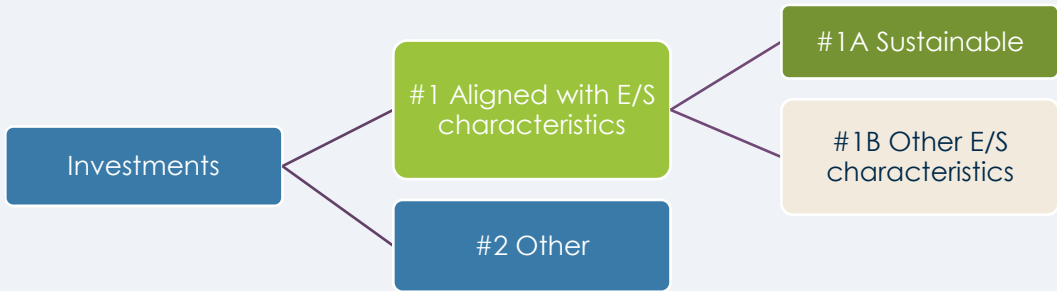 Investments
#1 Aligned with E/S
characteristics
#2 Other
#1A Sustainable
#1B Other E/S
characteristics